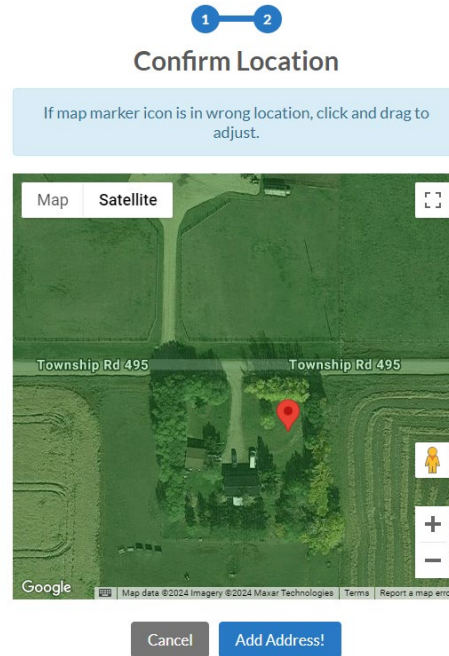 1 2
Confirm Location
If map marker icon is in wrong location, click and drag to
adjust.
Map Satellite
Township Rd 495 Township Rd 495
Google Map data ©2024 Imagery ©2024 Maxar Technologies Terms Report a map erro
Cancel Add Address!